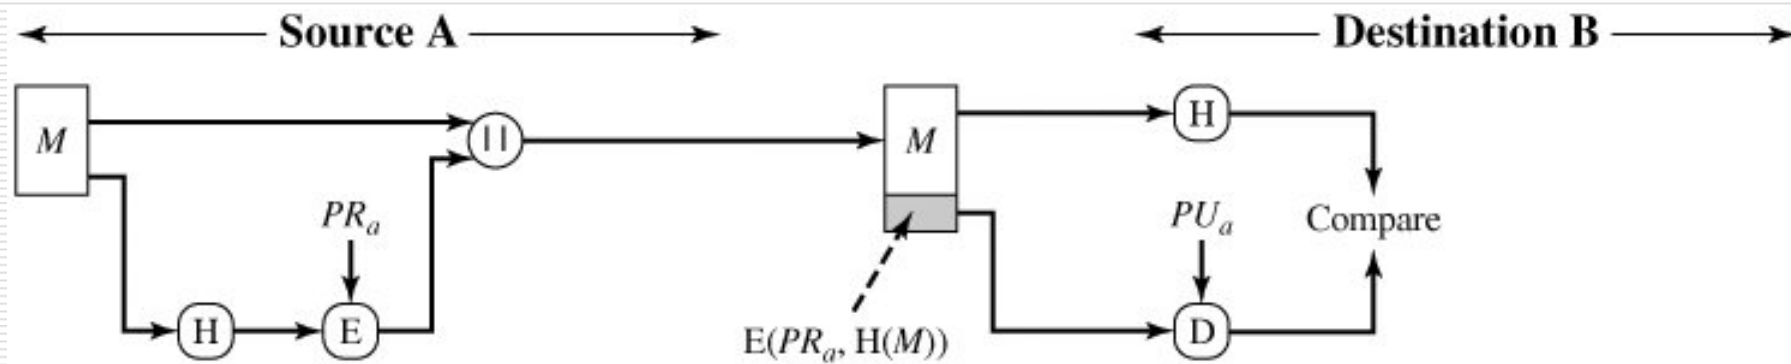 Source A
Destination B
M
||
M
H
PRa
PUa
Compare
H
E
D
E(PRa, H(M))